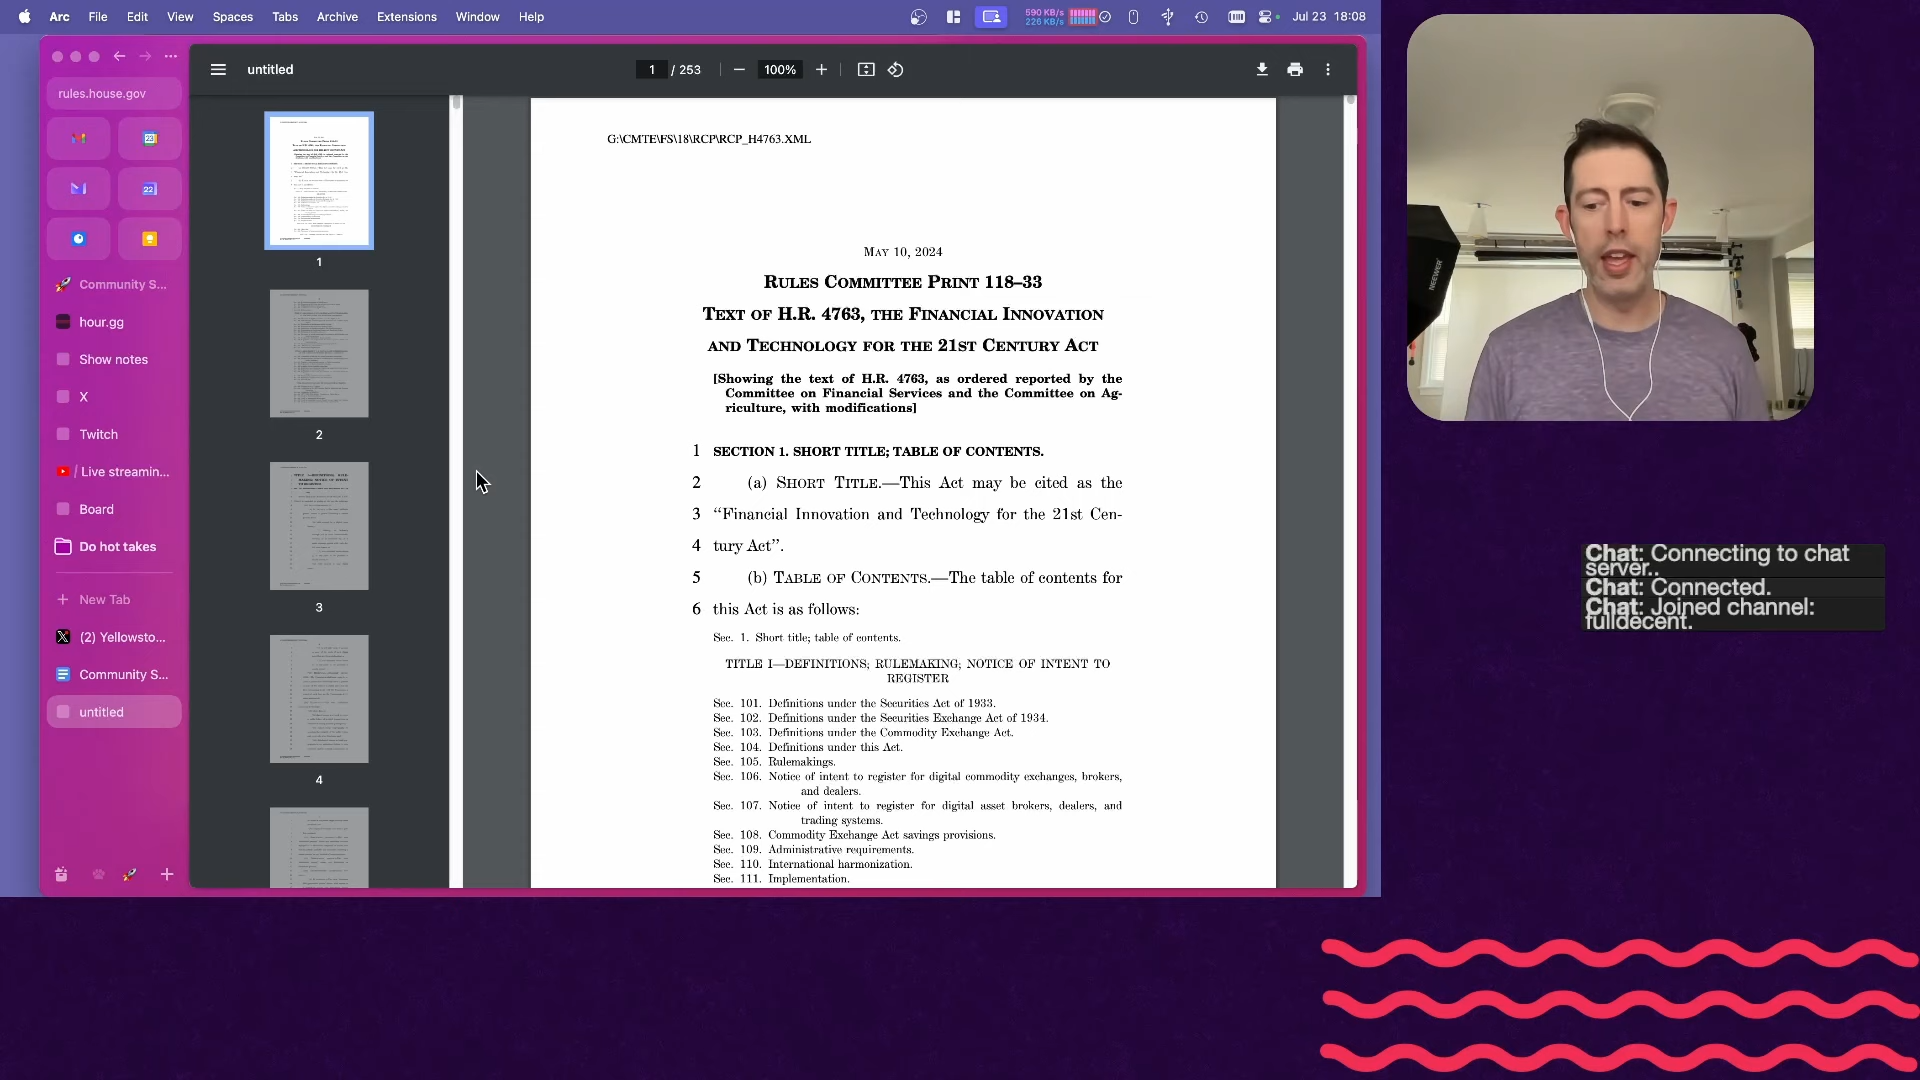 Arc File Edit View Spaces Tabs Archive Extensions Window Help
590 KB/s
226 KB/s
Jul 23 18:08
untitled
1 / 253
100%
rules.house.gov
23
22
Community S...
hour.gg
Show notes
X
Twitch
/ Live streamin...
Board
Do hot takes
New Tab
(2) Yellowsto...
Community S...
untitled
1
2
3
4
G:\CMTE\FS\18\RCP\RCP_H4763.XML
MAY 10, 2024
RULES COMMITTEE PRINT 118–33
TEXT OF H.R. 4763, THE FINANCIAL INNOVATION
AND TECHNOLOGY FOR THE 21ST CENTURY ACT
[Showing the text of H.R. 4763, as ordered reported by the
Committee on Financial Services and the Committee on Ag-
riculture, with modifications]
1 SECTION 1. SHORT TITLE; TABLE OF CONTENTS.
2 (a) SHORT TITLE.—This Act may be cited as the
3 “Financial Innovation and Technology for the 21st Cen-
4 tury Act”.
5 (b) TABLE OF CONTENTS.—The table of contents for
6 this Act is as follows:
Sec. 1. Short title; table of contents.
TITLE I—DEFINITIONS; RULEMAKING; NOTICE OF INTENT TO
REGISTER
Sec. 101. Definitions under the Securities Act of 1933.
Sec. 102. Definitions under the Securities Exchange Act of 1934.
Sec. 103. Definitions under the Commodity Exchange Act.
Sec. 104. Definitions under this Act.
Sec. 105. Rulemakings.
Sec. 106. Notice of intent to register for digital commodity exchanges, brokers,
and dealers.
Sec. 107. Notice of intent to register for digital asset brokers, dealers, and
trading systems.
Sec. 108. Commodity Exchange Act savings provisions.
Sec. 109. Administrative requirements.
Sec. 110. International harmonization.
Sec. 111. Implementation.
NEEWER
Chat: Connecting to chat
server..
Chat: Connected.
Chat: Joined channel:
fulldecent.